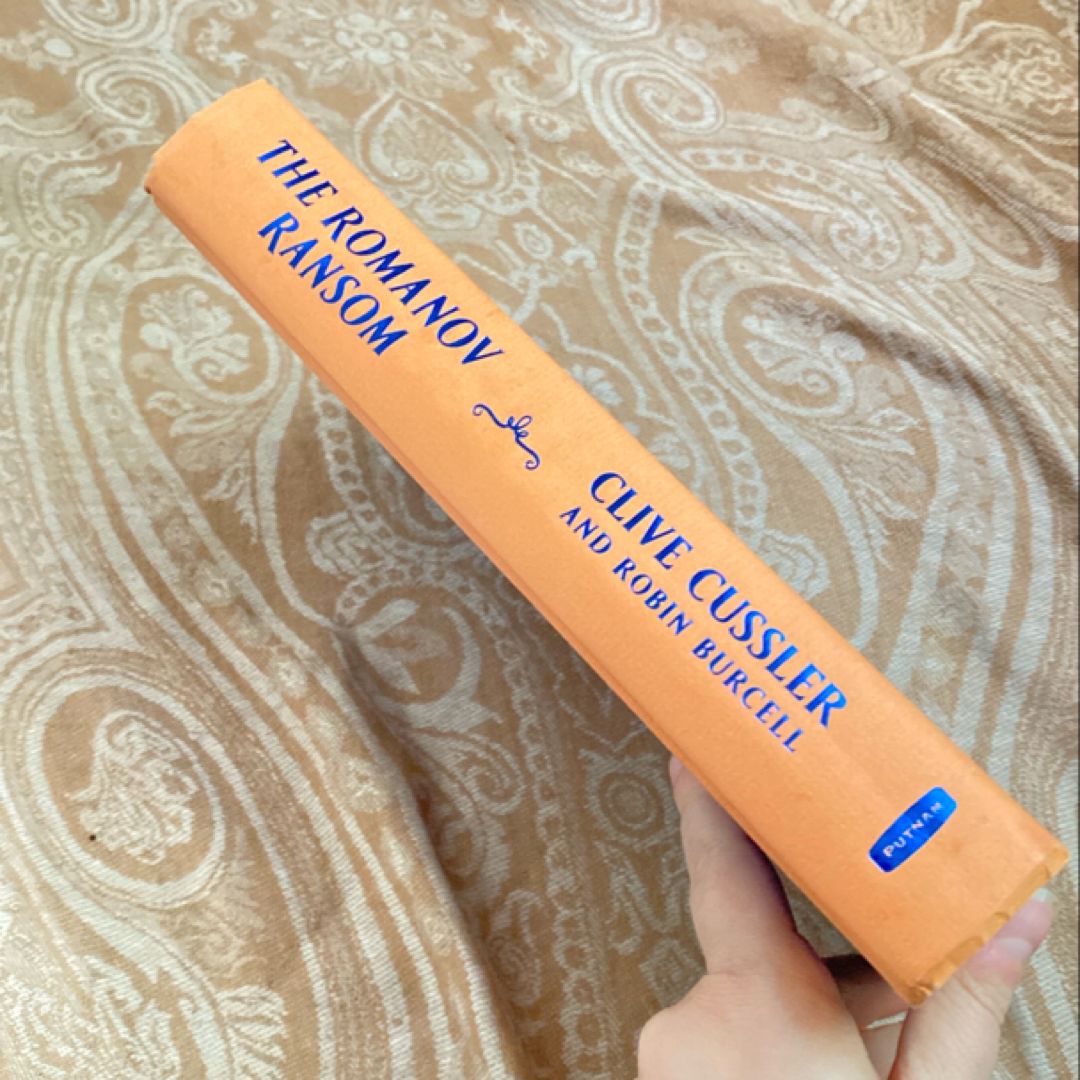 THE ROMANOV
RANSOM
CLIVE CUSSLER
AND ROBIN BURCELL
PUTNAM